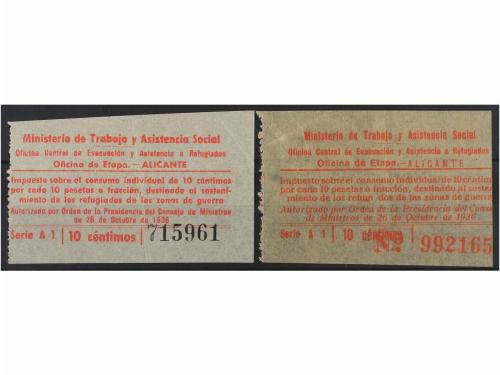 Ministerio de Trabajo y Asistencia Social
Oficina Central de Evacuación y Asistencia a Refugiados
Oficina de Etapa.—ALICANTE
Impuesto sobre el consumo individual de 10 céntimos
por cada 10 pesetas o fracción, destinado al sosteni-
miento de los refugiados de las zonas de guerra
Autorizado por Orden de la Presidencia del Consejo de Ministros
de 26 de Octubre de 1936
Serie A 1 | 10 céntimos | 715961
Ministerio de Trabajo y Asistencia Social
Oficina Central de Evacuación y Asistencia a Refugiados
Oficina de Etapa.—ALICANTE
Impuesto sobre el consumo individual de 10 céntim
por cada 10 pesetas o fracción, destinado al sosten
miento de los refugi dos de las zonas de guerra
Autorizado por Orden de la Presidencia del Conse
de Ministros de 26 de Octubre de 1936
Serie A 1 | 10 céntimos
Nº 992165